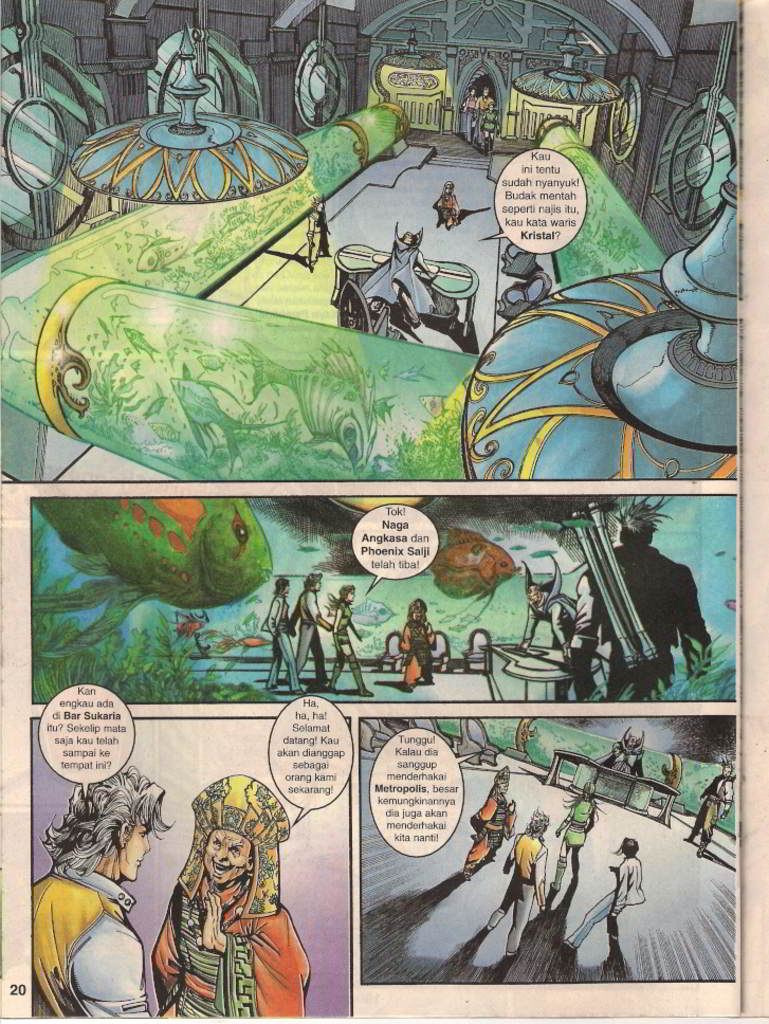 Kau
ini tentu
sudah nyanyuk!
Budak mentah
seperti najis itu,
kau kata waris
Kristal?
Tok!
Naga
Angkasa dan
Phoenix Salji
telah tiba!
Kan
engkau ada
di Bar Sukaria
itu? Sekelip mata
saja kau telah
sampai ke
tempat ini?
Ha,
ha, ha!
Selamat
datang! Kau
akan dianggap
sebagai
orang kami
sekarang!
Tunggu!
Kalau dia
sanggup
menderhakai
Metropolis, besar
kemungkinannya
dia juga akan
menderhakai
kita nanti!
20